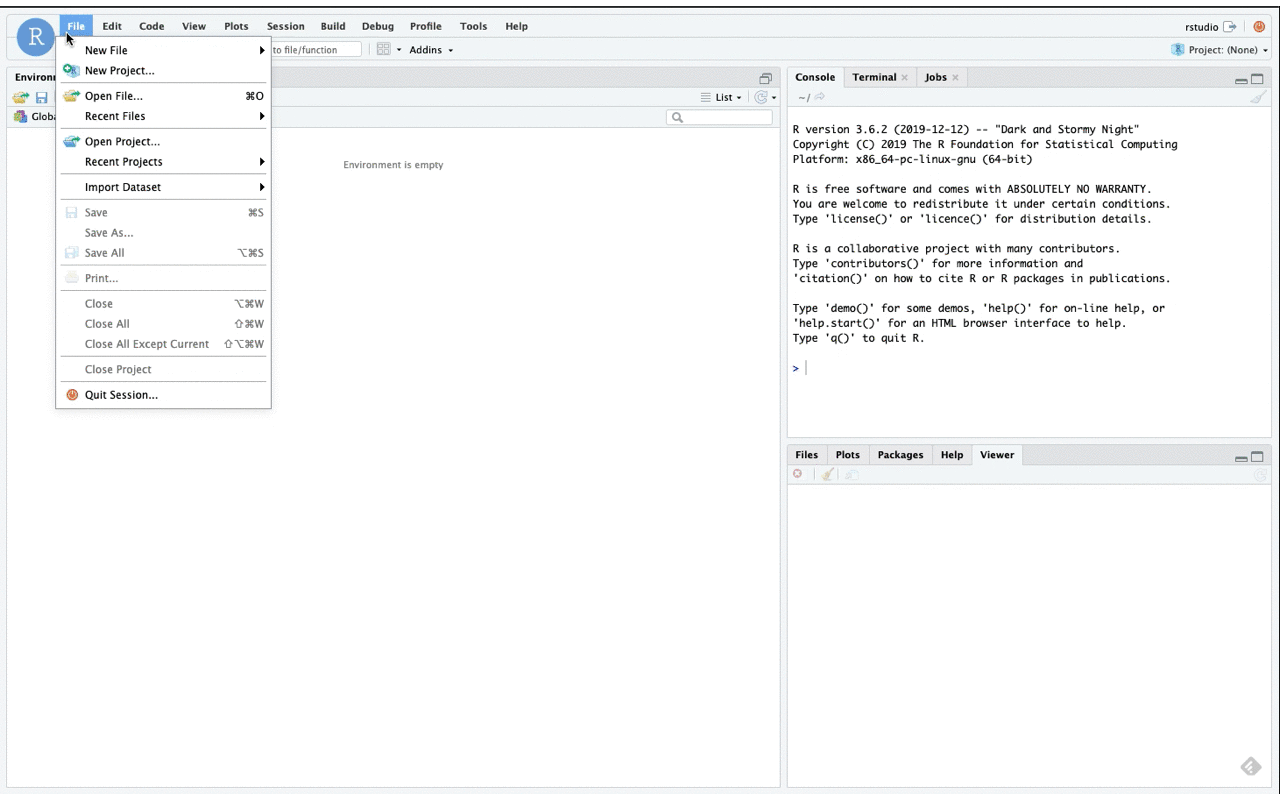 R
File Edit Code View Plots Session Build Debug Profile Tools Help
rstudio
to file/function
Addins
Project: (None)
New File
New Project...
Open File... ⌘O
Recent Files
Open Project...
Recent Projects
Import Dataset
Save ⌘S
Save As...
Save All ⌥⌘S
Print...
Close ⌥⌘W
Close All ⇧⌘W
Close All Except Current ⇧⌥⌘W
Close Project
Quit Session...
List
Environment is empty
Console Terminal Jobs
~/
R version 3.6.2 (2019-12-12) -- "Dark and Stormy Night"
Copyright (C) 2019 The R Foundation for Statistical Computing
Platform: x86_64-pc-linux-gnu (64-bit)
R is free software and comes with ABSOLUTELY NO WARRANTY.
You are welcome to redistribute it under certain conditions.
Type 'license()' or 'licence()' for distribution details.
R is a collaborative project with many contributors.
Type 'contributors()' for more information and
'citation()' on how to cite R or R packages in publications.
Type 'demo()' for some demos, 'help()' for on-line help, or
'help.start()' for an HTML browser interface to help.
Type 'q()' to quit R.
>
Files Plots Packages Help Viewer